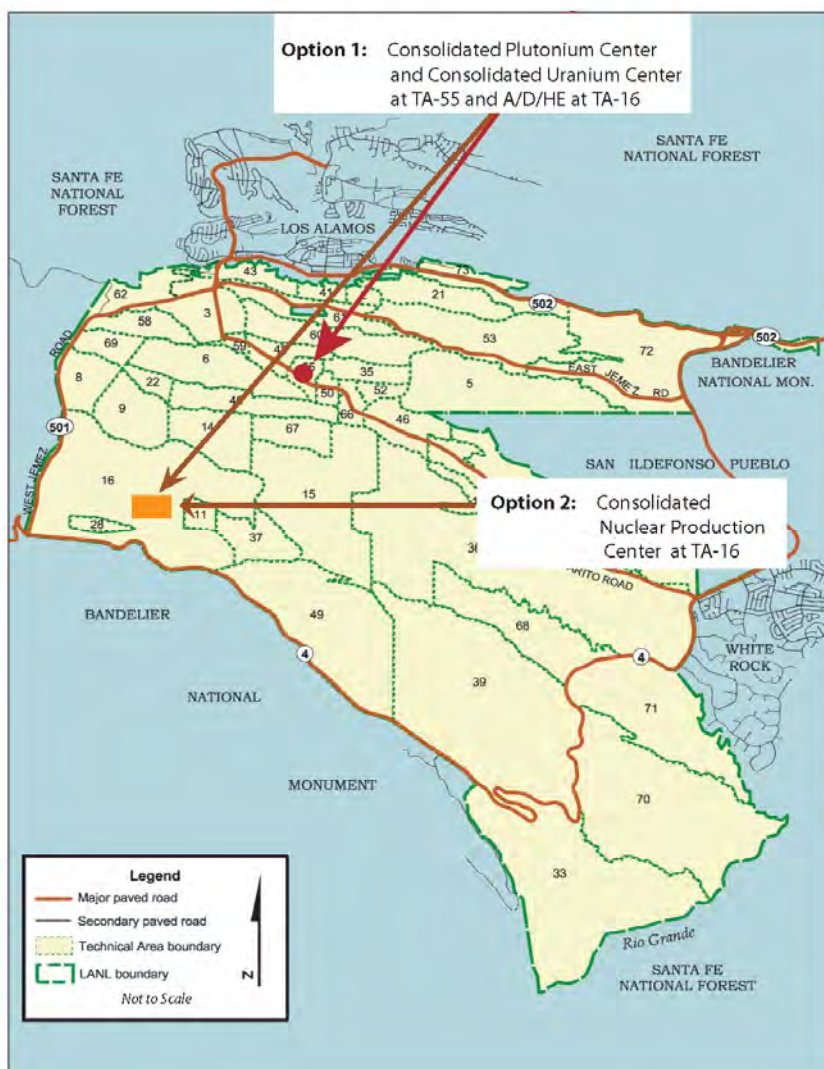 Option 1: Consolidated Plutonium Center
and Consolidated Uranium Center
at TA-55 and A/D/HE at TA-16
SANTA FE
NATIONAL FOREST
SANTA FE
NATIONAL
FOREST
LOS ALAMOS
43
73
62
41
21
502
58
3
61
60
53
72
502
ROAD
69
59
6
BANDELIER
NATIONAL MON.
8
22
35
EAST JEMEZ RD
5
50
52
9
40
66
46
501
14
67
WEST JEMEZ
SAN ILDEFONSO PUEBLO
16
15
Option 2: Consolidated
Nuclear Production
Center at TA-16
11
28
37
36
BANDELIER
49
68
WHITE
ROCK
4
4
NATIONAL
39
71
MONUMENT
70
33
Legend
Major paved road
Secondary paved road
Technical Area boundary
LANL boundary
Not to Scale
N
Rio Grande
SANTA FE
NATIONAL FOREST